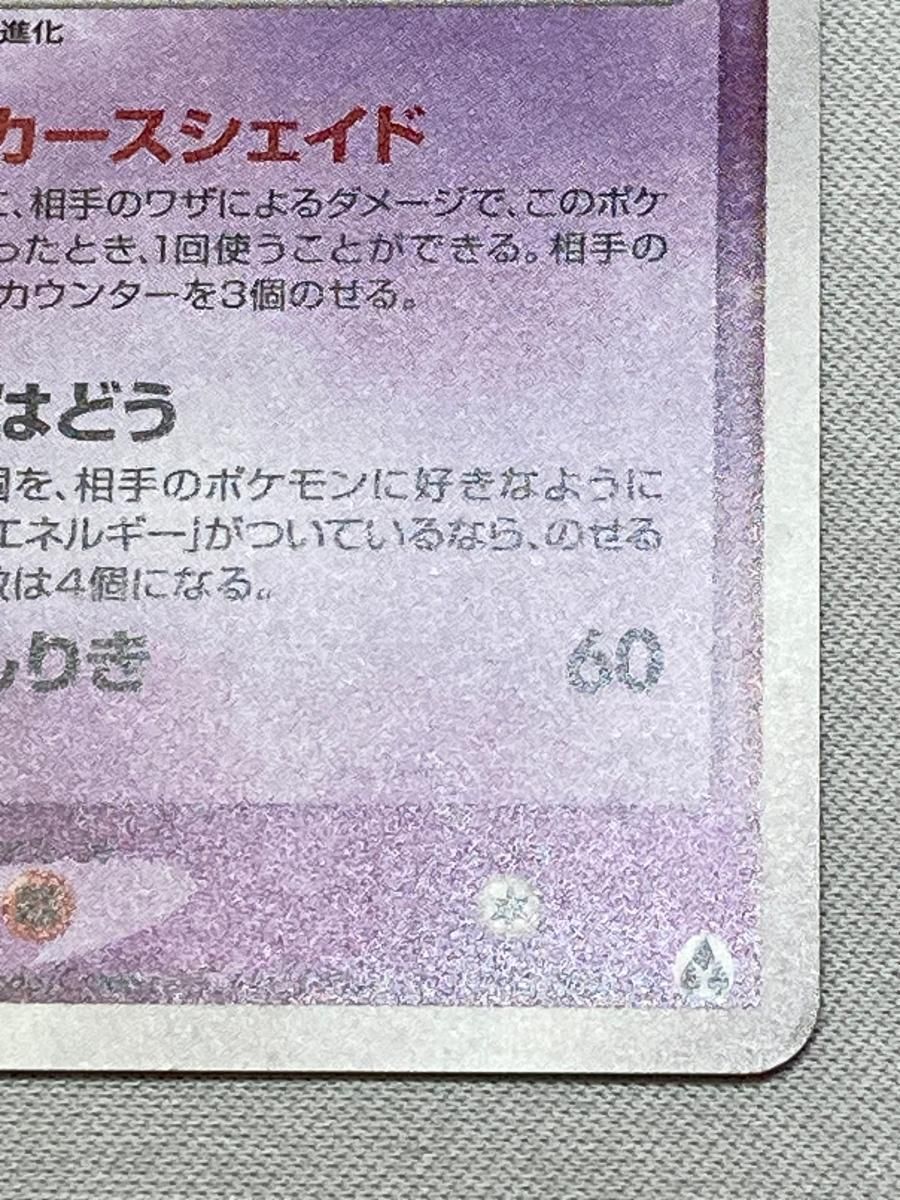 進化
カースシェイド
に、相手のワザによるダメージで、このポケ
ったとき、1回使うことができる。相手の
カウンターを3個のせる。
はどう
個を、相手のポケモンに好きなように
エネルギー」がついているなら、のせる
数は4個になる。
りき 60